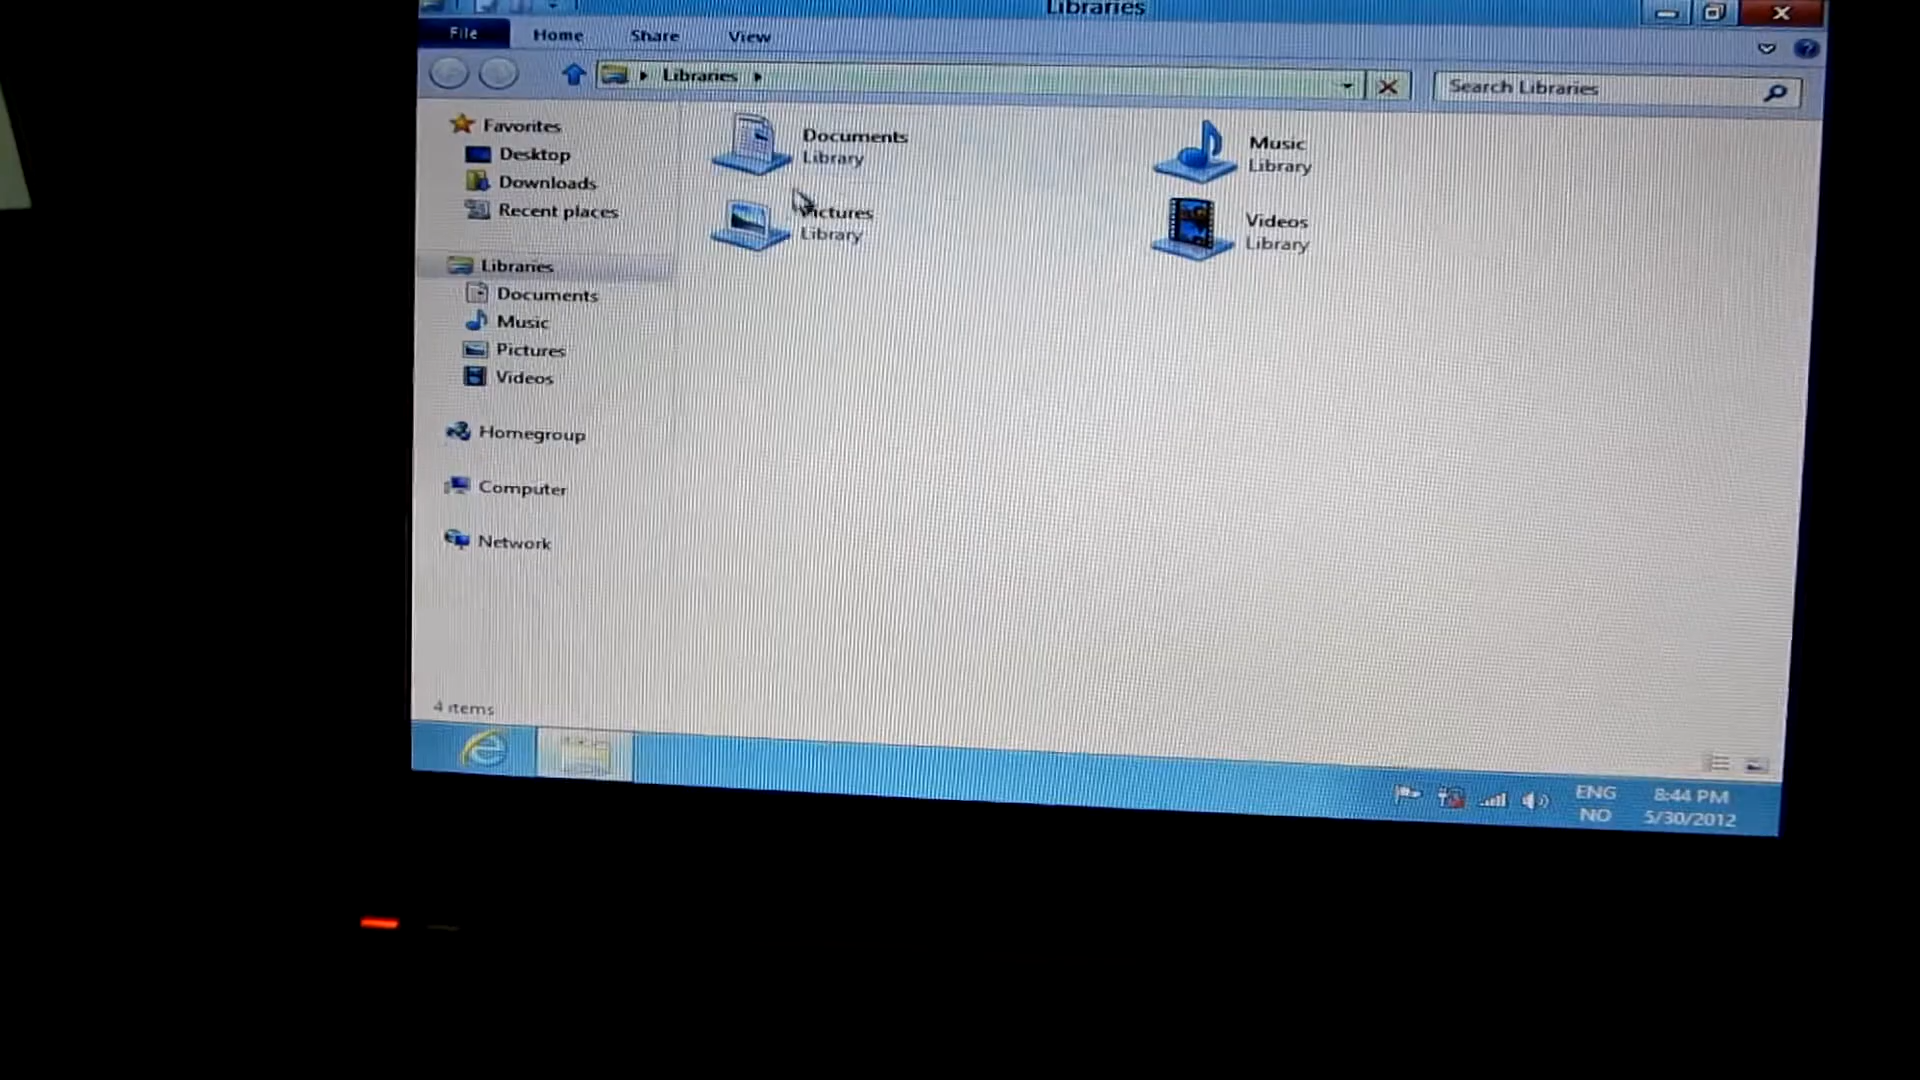 Libraries
File Home Share View
Libraries
Search Libraries
Favorites
Desktop
Downloads
Recent places
Libraries
Documents
Music
Pictures
Videos
Homegroup
Computer
Network
Documents
Library
Music
Library
Pictures
Library
Videos
Library
4 items
ENG
NO
8:44 PM
5/30/2012